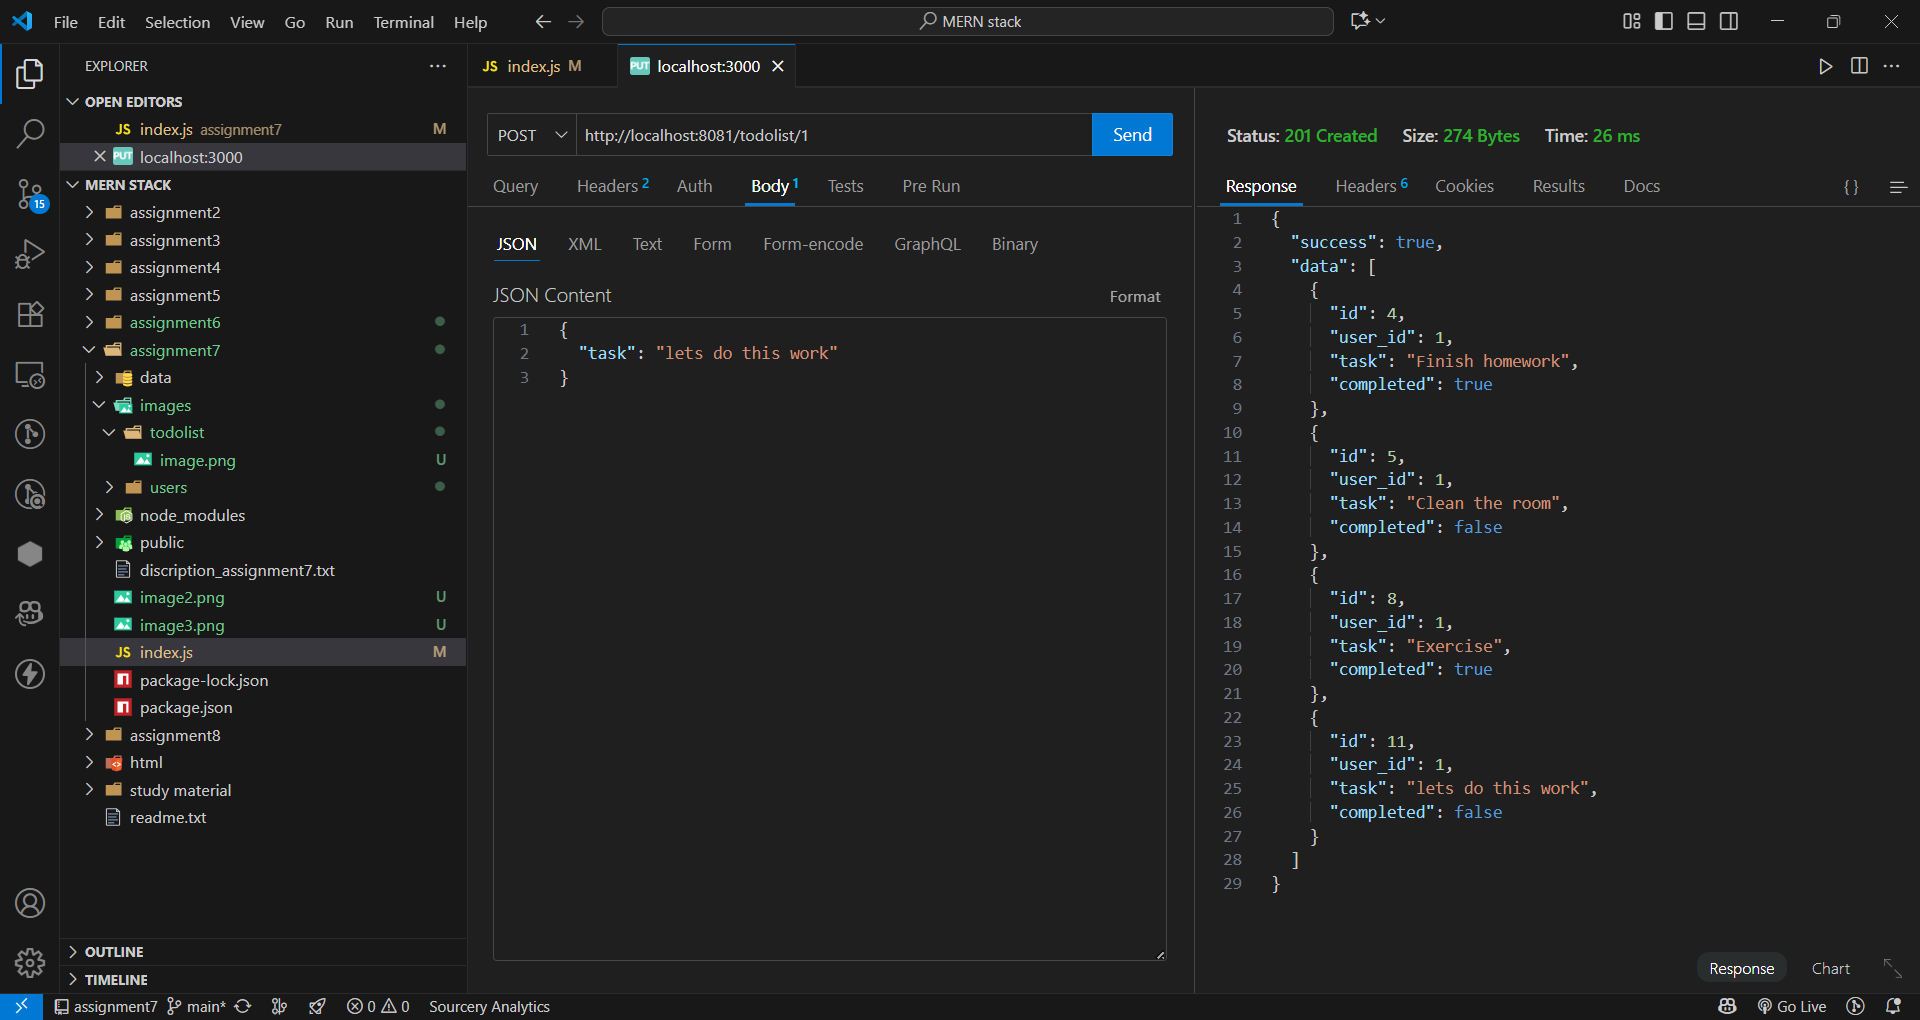 File Edit Selection View Go Run Terminal Help
MERN stack
EXPLORER
OPEN EDITORS
JS index.js assignment7 M
PUT localhost:3000
MERN STACK
assignment2
assignment3
assignment4
assignment5
assignment6
assignment7
data
images
todolist
image.png U
users
node_modules
public
discription_assignment7.txt
image2.png U
image3.png U
JS index.js M
package-lock.json
package.json
assignment8
html
study material
readme.txt
OUTLINE
TIMELINE
15
JS index.js M
PUT localhost:3000
POST http://localhost:8081/todolist/1 Send
Query Headers 2 Auth Body 1 Tests Pre Run
JSON XML Text Form Form-encode GraphQL Binary
JSON Content Format
1 {
2 "task": "lets do this work"
3 }
Status: 201 Created Size: 274 Bytes Time: 26 ms
Response Headers 6 Cookies Results Docs { }
1 {
2 "success": true,
3 "data": [
4 {
5 "id": 4,
6 "user_id": 1,
7 "task": "Finish homework",
8 "completed": true
9 },
10 {
11 "id": 5,
12 "user_id": 1,
13 "task": "Clean the room",
14 "completed": false
15 },
16 {
17 "id": 8,
18 "user_id": 1,
19 "task": "Exercise",
20 "completed": true
21 },
22 {
23 "id": 11,
24 "user_id": 1,
25 "task": "lets do this work",
26 "completed": false
27 }
28 ]
29 }
Response Chart
assignment7 main* 0 0 Sourcery Analytics Go Live